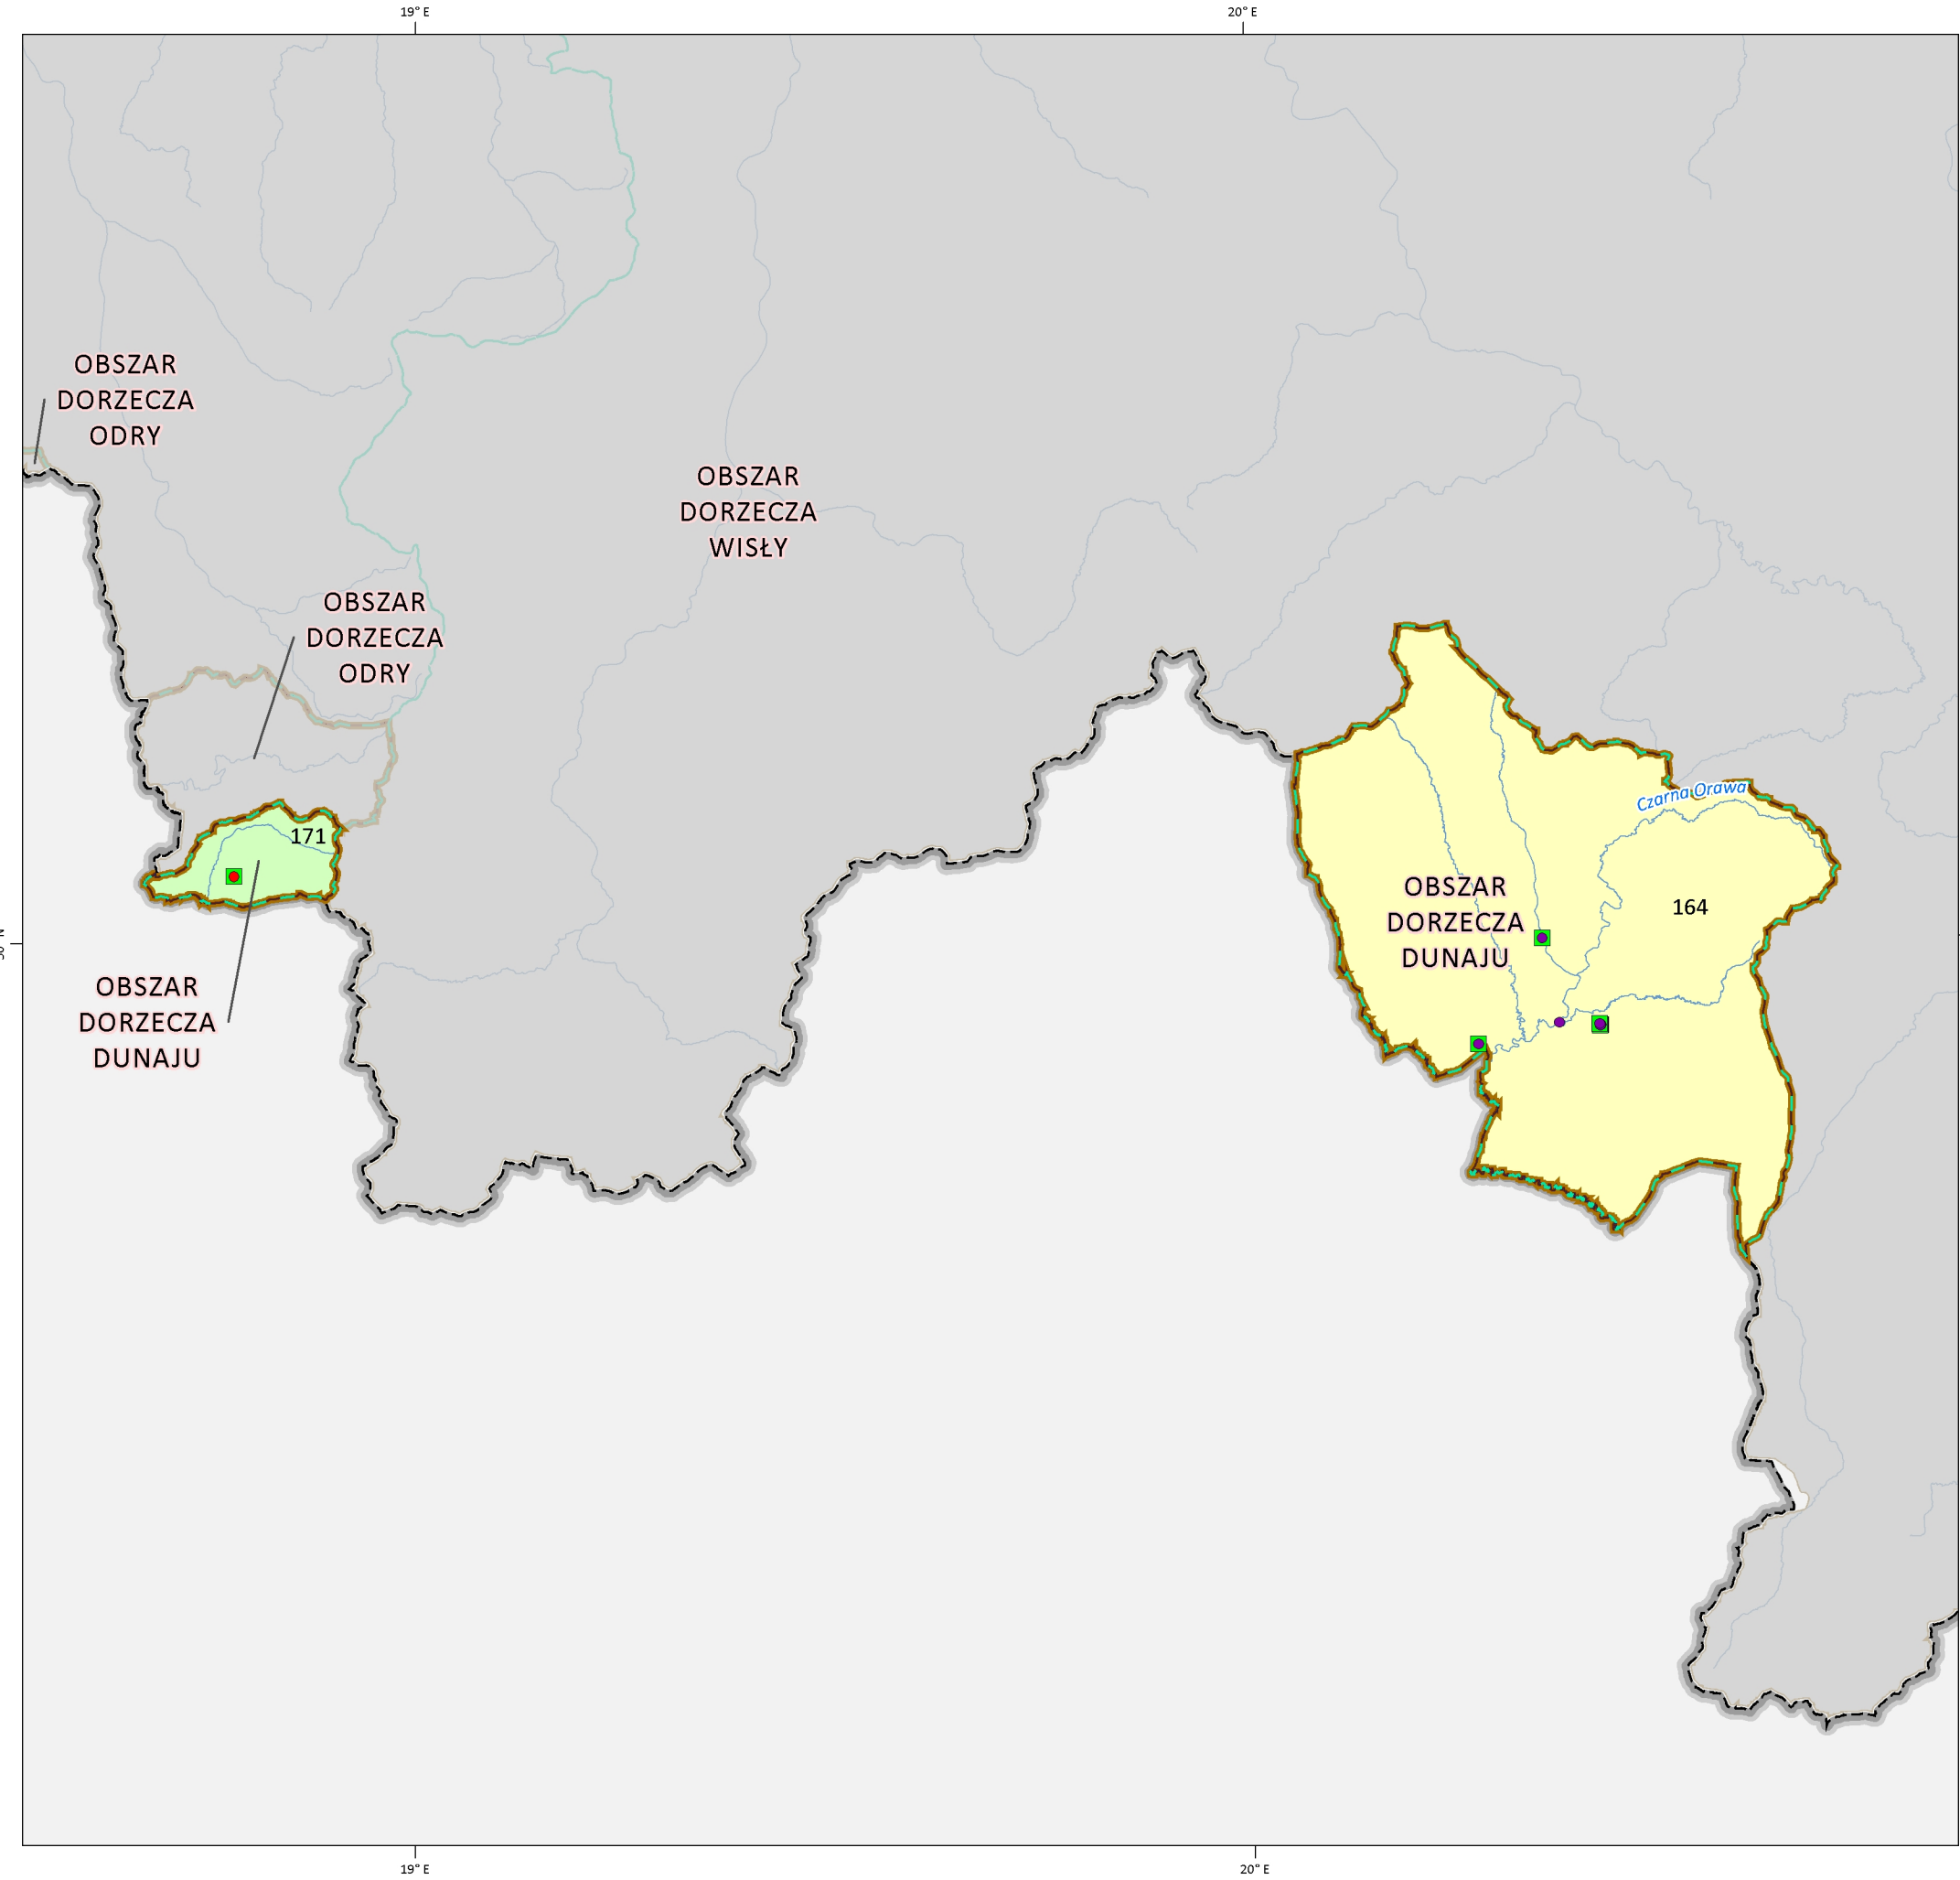 19° E
20° E
OBSZAR
DORZECZA
ODRY
OBSZAR
DORZECZA
WISŁY
OBSZAR
DORZECZA
ODRY
Czarna Orawa
171
OBSZAR
DORZECZA
DUNAJU
164
OBSZAR
DORZECZA
DUNAJU
19° E
20° E